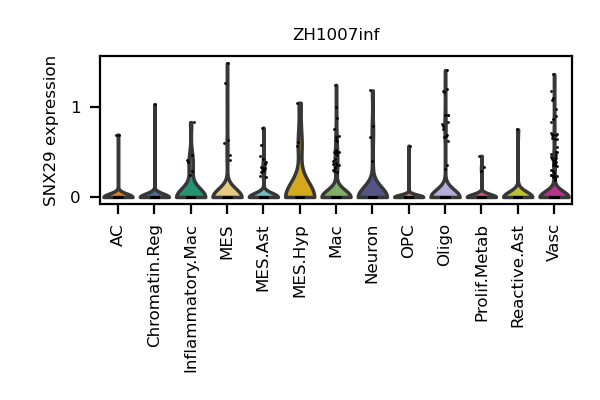 ZH1007inf
SNX29 expression
1
0
AC
Chromatin.Reg
Inflammatory.Mac
MES
MES.Ast
MES.Hyp
Mac
Neuron
OPC
Oligo
Prolif.Metab
Reactive.Ast
Vasc